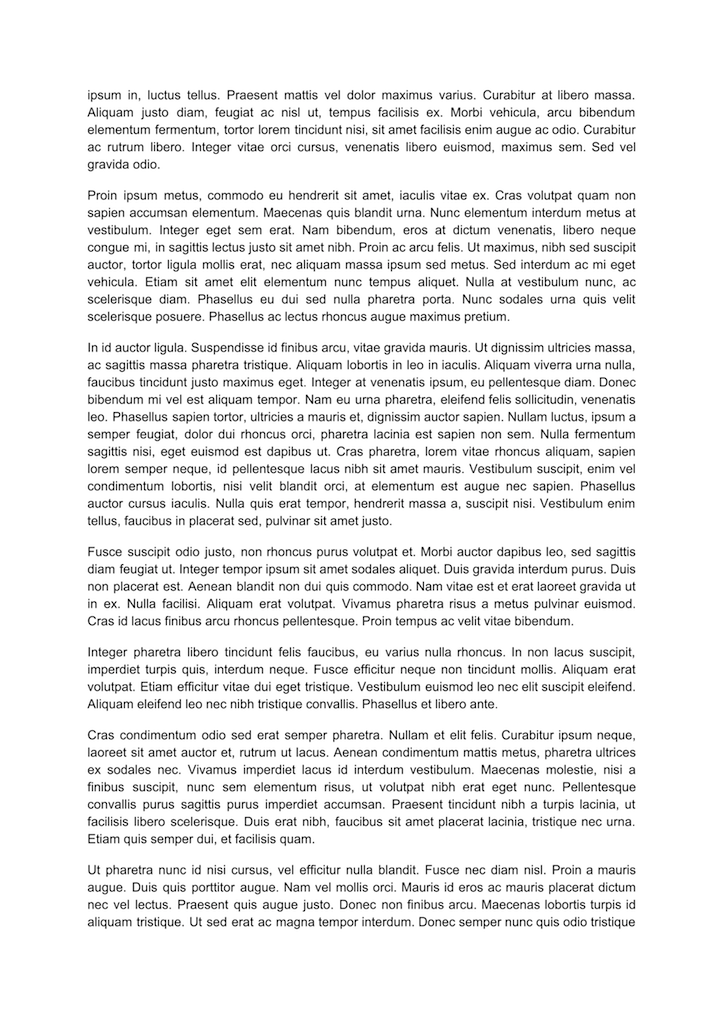 ipsum in, luctus tellus. Praesent mattis vel dolor maximus varius. Curabitur at libero massa.
Aliquam justo diam, feugiat ac nisl ut, tempus facilisis ex. Morbi vehicula, arcu bibendum
elementum fermentum, tortor lorem tincidunt nisi, sit amet facilisis enim augue ac odio. Curabitur
ac rutrum libero. Integer vitae orci cursus, venenatis libero euismod, maximus sem. Sed vel
gravida odio.
Proin ipsum metus, commodo eu hendrerit sit amet, iaculis vitae ex. Cras volutpat quam non
sapien accumsan elementum. Maecenas quis blandit urna. Nunc elementum interdum metus at
vestibulum. Integer eget sem erat. Nam bibendum, eros at dictum venenatis, libero neque
congue mi, in sagittis lectus justo sit amet nibh. Proin ac arcu felis. Ut maximus, nibh sed suscipit
auctor, tortor ligula mollis erat, nec aliquam massa ipsum sed metus. Sed interdum ac mi eget
vehicula. Etiam sit amet elit elementum nunc tempus aliquet. Nulla at vestibulum nunc, ac
scelerisque diam. Phasellus eu dui sed nulla pharetra porta. Nunc sodales urna quis velit
scelerisque posuere. Phasellus ac lectus rhoncus augue maximus pretium.
In id auctor ligula. Suspendisse id finibus arcu, vitae gravida mauris. Ut dignissim ultricies massa,
ac sagittis massa pharetra tristique. Aliquam lobortis in leo in iaculis. Aliquam viverra urna nulla,
faucibus tincidunt justo maximus eget. Integer at venenatis ipsum, eu pellentesque diam. Donec
bibendum mi vel est aliquam tempor. Nam eu urna pharetra, eleifend felis sollicitudin, venenatis
leo. Phasellus sapien tortor, ultricies a mauris et, dignissim auctor sapien. Nullam luctus, ipsum a
semper feugiat, dolor dui rhoncus orci, pharetra lacinia est sapien non sem. Nulla fermentum
sagittis nisi, eget euismod est dapibus ut. Cras pharetra, lorem vitae rhoncus aliquam, sapien
lorem semper neque, id pellentesque lacus nibh sit amet mauris. Vestibulum suscipit, enim vel
condimentum lobortis, nisi velit blandit orci, at elementum est augue nec sapien. Phasellus
auctor cursus iaculis. Nulla quis erat tempor, hendrerit massa a, suscipit nisi. Vestibulum enim
tellus, faucibus in placerat sed, pulvinar sit amet justo.
Fusce suscipit odio justo, non rhoncus purus volutpat et. Morbi auctor dapibus leo, sed sagittis
diam feugiat ut. Integer tempor ipsum sit amet sodales aliquet. Duis gravida interdum purus. Duis
non placerat est. Aenean blandit non dui quis commodo. Nam vitae est et erat laoreet gravida ut
in ex. Nulla facilisi. Aliquam erat volutpat. Vivamus pharetra risus a metus pulvinar euismod.
Cras id lacus finibus arcu rhoncus pellentesque. Proin tempus ac velit vitae bibendum.
Integer pharetra libero tincidunt felis faucibus, eu varius nulla rhoncus. In non lacus suscipit,
imperdiet turpis quis, interdum neque. Fusce efficitur neque non tincidunt mollis. Aliquam erat
volutpat. Etiam efficitur vitae dui eget tristique. Vestibulum euismod leo nec elit suscipit eleifend.
Aliquam eleifend leo nec nibh tristique convallis. Phasellus et libero ante.
Cras condimentum odio sed erat semper pharetra. Nullam et elit felis. Curabitur ipsum neque,
laoreet sit amet auctor et, rutrum ut lacus. Aenean condimentum mattis metus, pharetra ultrices
ex sodales nec. Vivamus imperdiet lacus id interdum vestibulum. Maecenas molestie, nisi a
finibus suscipit, nunc sem elementum risus, ut volutpat nibh erat eget nunc. Pellentesque
convallis purus sagittis purus imperdiet accumsan. Praesent tincidunt nibh a turpis lacinia, ut
facilisis libero scelerisque. Duis erat nibh, faucibus sit amet placerat lacinia, tristique nec urna.
Etiam quis semper dui, et facilisis quam.
Ut pharetra nunc id nisi cursus, vel efficitur nulla blandit. Fusce nec diam nisl. Proin a mauris
augue. Duis quis porttitor augue. Nam vel mollis orci. Mauris id eros ac mauris placerat dictum
nec vel lectus. Praesent quis augue justo. Donec non finibus arcu. Maecenas lobortis turpis id
aliquam tristique. Ut sed erat ac magna tempor interdum. Donec semper nunc quis odio tristique